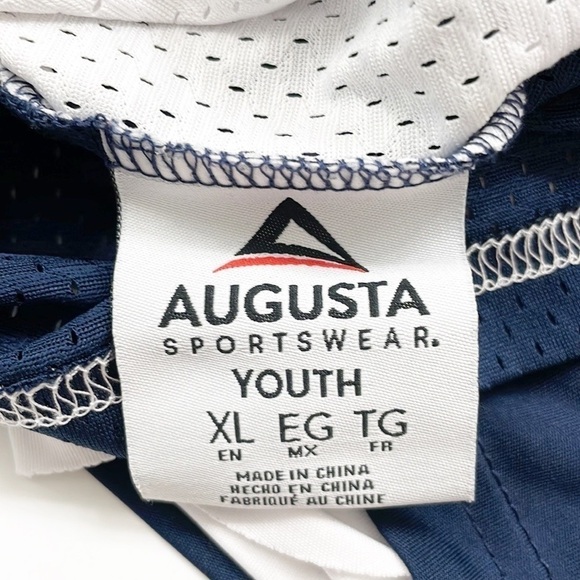 AUGUSTA
SPORTSWEAR®
YOUTH
XL EG TG
EN MX FR
MADE IN CHINA
HECHO EN CHINA
FABRIQUÉ AU CHINE